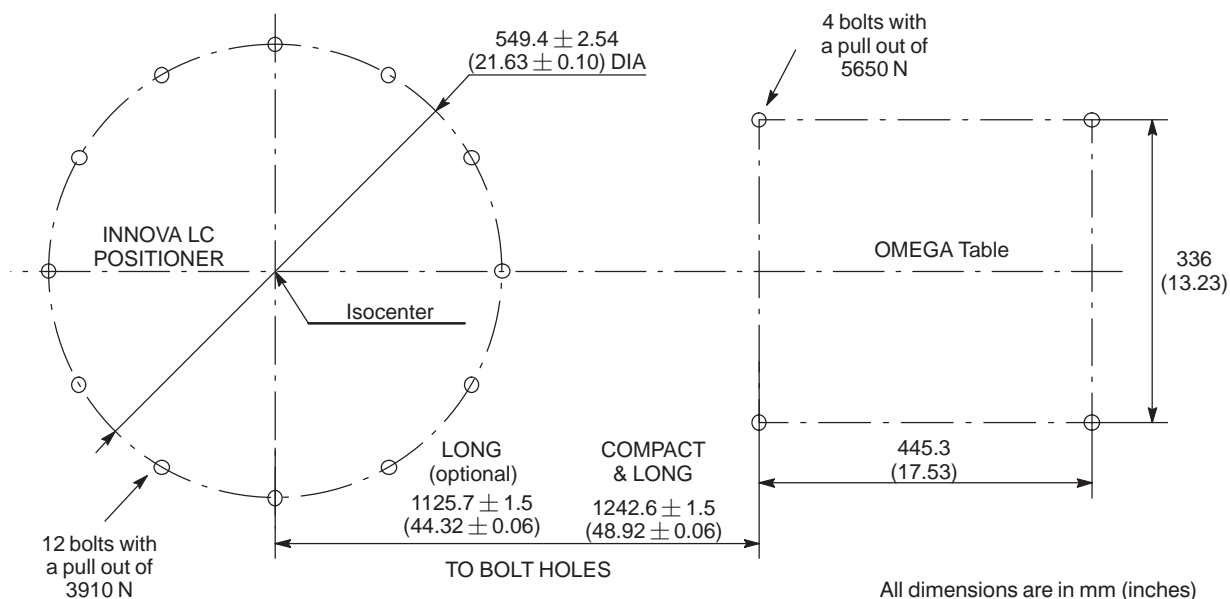 549.4 ± 2.54
(21.63 ± 0.10) DIA
4 bolts with
a pull out of
5650 N
INNOVA LC
POSITIONER
OMEGA Table
336
(13.23)
Isocenter
LONG
(optional)
1125.7 ± 1.5
(44.32 ± 0.06)
COMPACT
& LONG
1242.6 ± 1.5
(48.92 ± 0.06)
445.3
(17.53)
12 bolts with
a pull out of
3910 N
TO BOLT HOLES
All dimensions are in mm (inches)